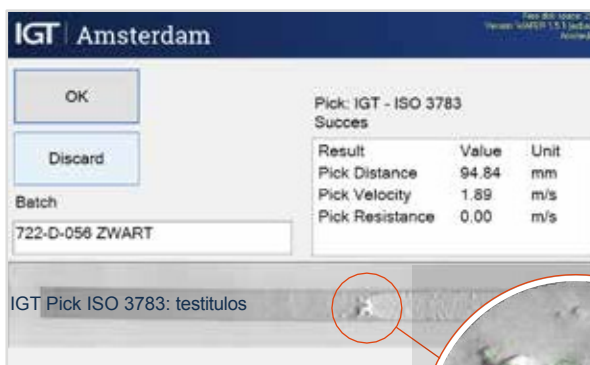 IGT Amsterdam
OK
Discard
Batch
722-D-056 ZWART
Pick: IGT - ISO 3783
Succes
Result Value Unit
Pick Distance 94.84 mm
Pick Velocity 1.89 m/s
Pick Resistance 0.00 m/s
IGT Pick ISO 3783: testitulos